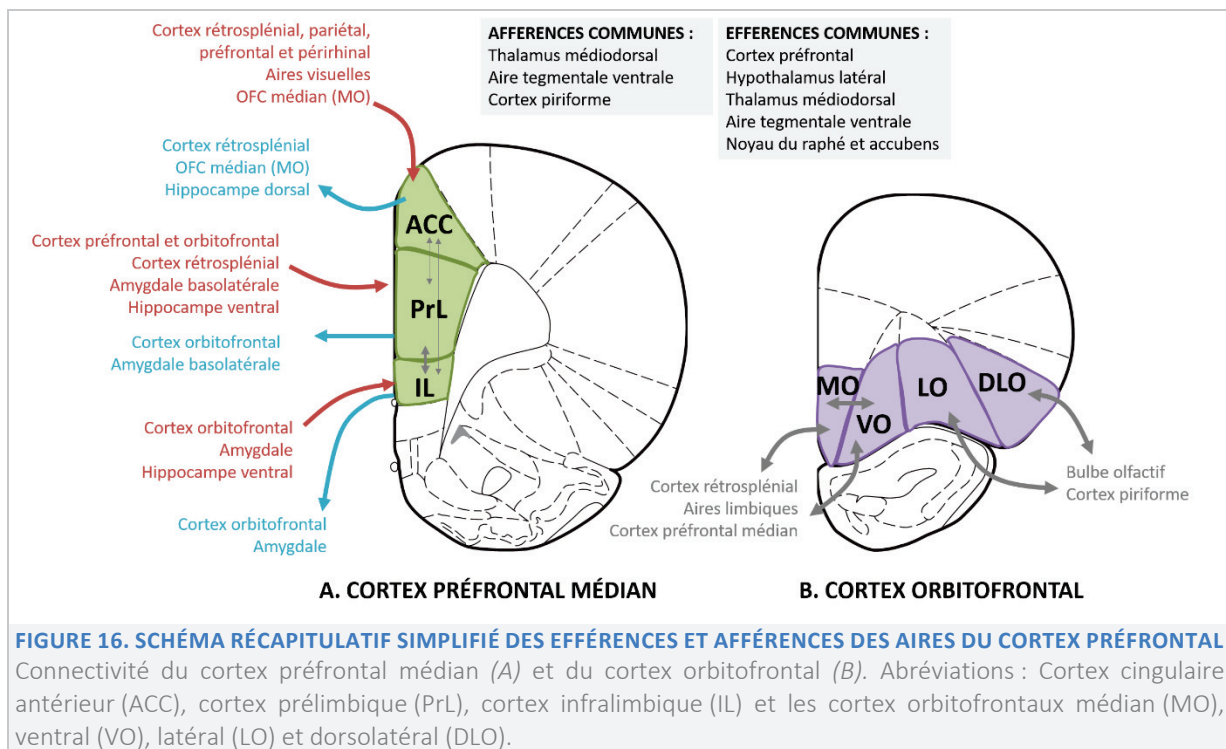 Cortex rétrosplénial, pariétal,
préfrontal et périrhinal
Aires visuelles
OFC médian (MO)
AFFERENCES COMMUNES :
Thalamus médiodorsal
Aire tegmentale ventrale
Cortex piriforme
EFFERENCES COMMUNES :
Cortex préfrontal
Hypothalamus latéral
Thalamus médiodorsal
Aire tegmentale ventrale
Noyau du raphé et accubens
Cortex rétrosplénial
OFC médian (MO)
Hippocampe dorsal
ACC
Cortex préfrontal et orbitofrontal
Cortex rétrosplénial
Amygdale basolatérale
Hippocampe ventral
PrL
Cortex orbitofrontal
Amygdale basolatérale
IL
Cortex orbitofrontal
Amygdale
Hippocampe ventral
Cortex orbitofrontal
Amygdale
MO
VO
LO
DLO
Cortex rétrosplénial
Aires limbiques
Cortex préfrontal médian
Bulbe olfactif
Cortex piriforme
A. CORTEX PRÉFRONTAL MÉDIAN
B. CORTEX ORBITOFRONTAL
FIGURE 16. SCHÉMA RÉCAPITULATIF SIMPLIFIÉ DES EFFÉRENCES ET AFFÉRENCES DES AIRES DU CORTEX PRÉFRONTAL
Connectivité du cortex préfrontal médian (A) et du cortex orbitofrontal (B). Abréviations : Cortex cingulaire
antérieur (ACC), cortex prélimbique (PrL), cortex infralimbique (IL) et les cortex orbitofrontaux médian (MO),
ventral (VO), latéral (LO) et dorsolatéral (DLO).